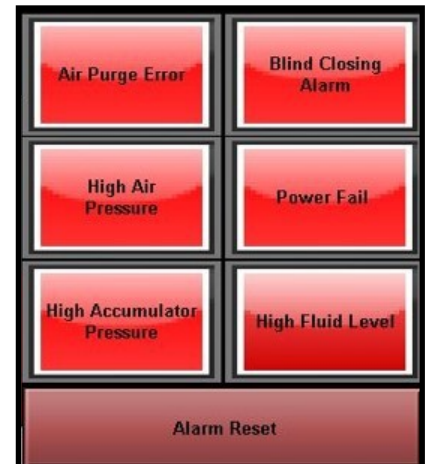 Air Purge Error
Blind Closing
Alarm
High Air
Pressure
Power Fail
High Accumulator
Pressure
High Fluid Level
Alarm Reset